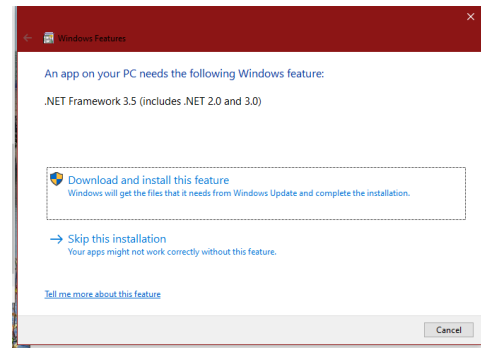 Windows Features
An app on your PC needs the following Windows feature:
.NET Framework 3.5 (includes .NET 2.0 and 3.0)
Download and install this feature
Windows will get the files that it needs from Windows Update and complete the installation.
Skip this installation
Your apps might not work correctly without this feature.
Tell me more about this feature
Cancel